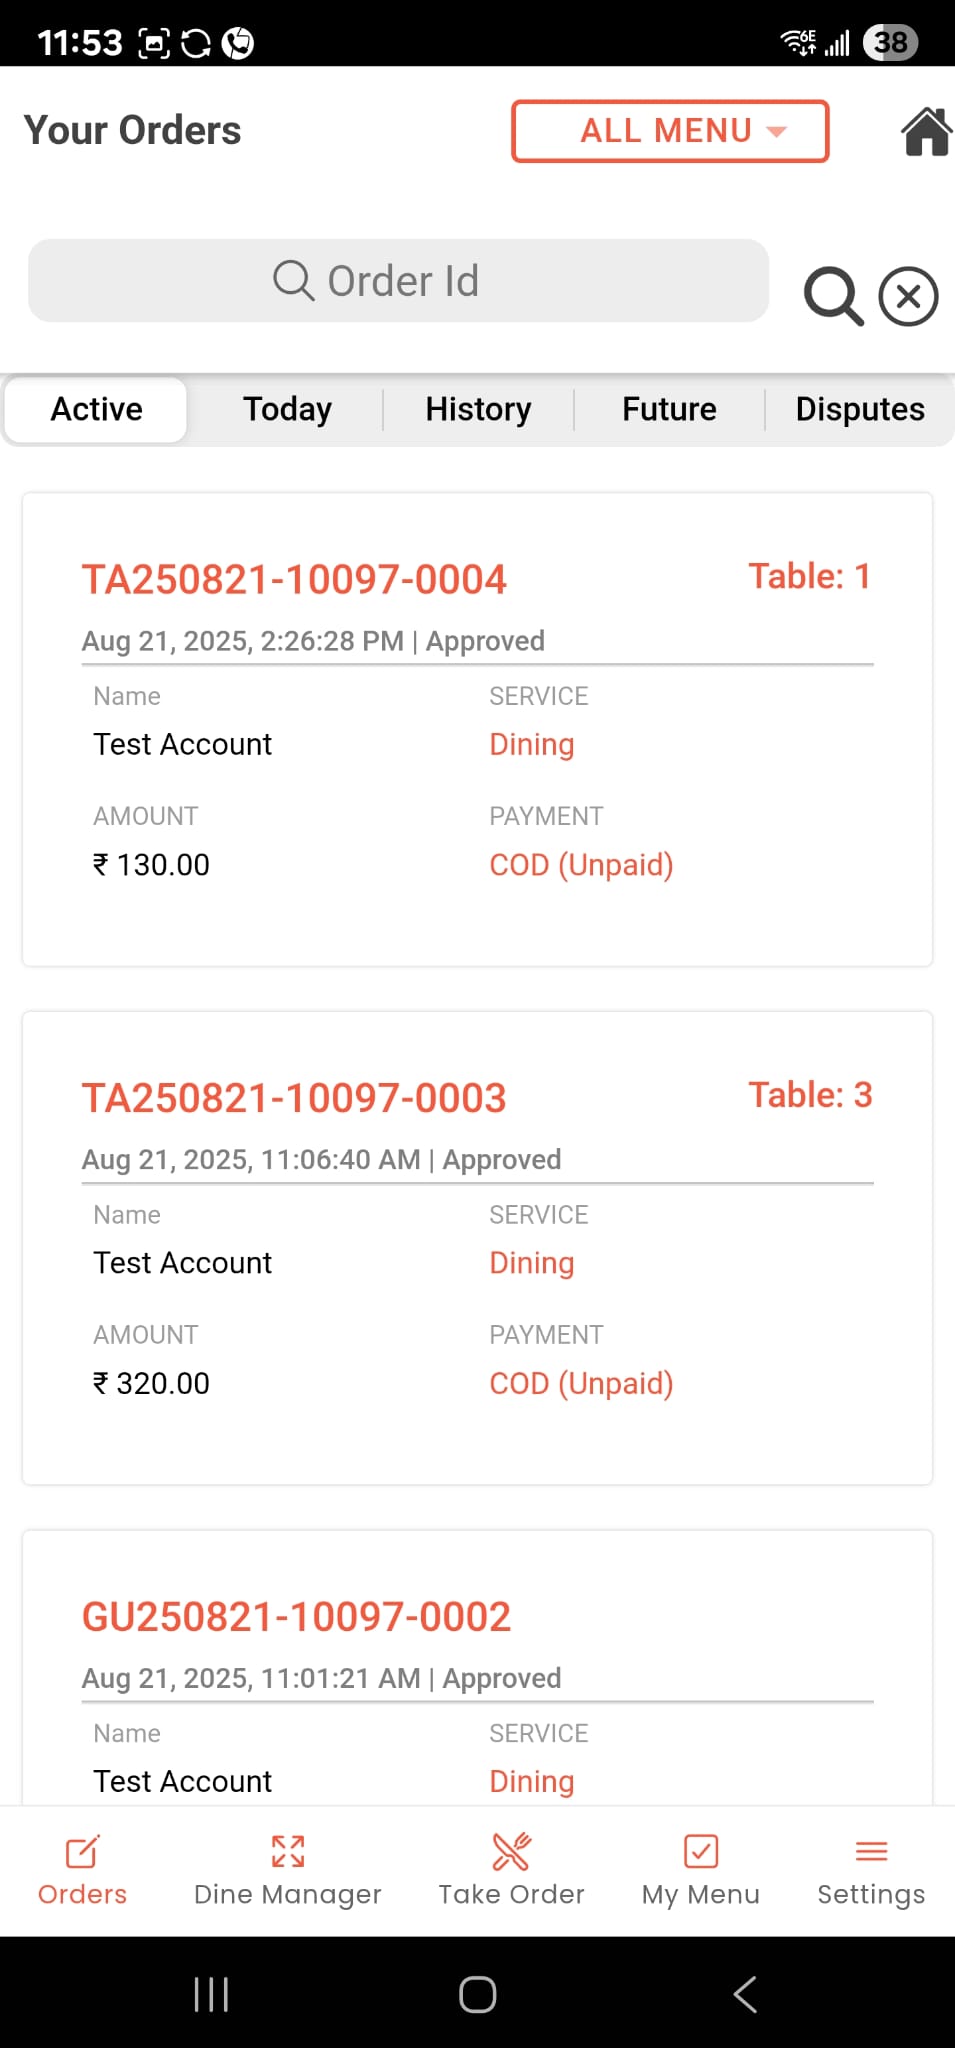 11:53
6E
38
Your Orders
ALL MENU
Order Id
Active Today History Future Disputes
TA250821-10097-0004 Table: 1
Aug 21, 2025, 2:26:28 PM | Approved
Name SERVICE
Test Account Dining
AMOUNT PAYMENT
₹ 130.00 COD (Unpaid)
TA250821-10097-0003 Table: 3
Aug 21, 2025, 11:06:40 AM | Approved
Name SERVICE
Test Account Dining
AMOUNT PAYMENT
₹ 320.00 COD (Unpaid)
GU250821-10097-0002
Aug 21, 2025, 11:01:21 AM | Approved
Name SERVICE
Test Account Dining
Orders Dine Manager Take Order My Menu Settings